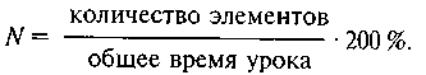 количество элементов
N = ─────────────── · 200 %.
общее время урока